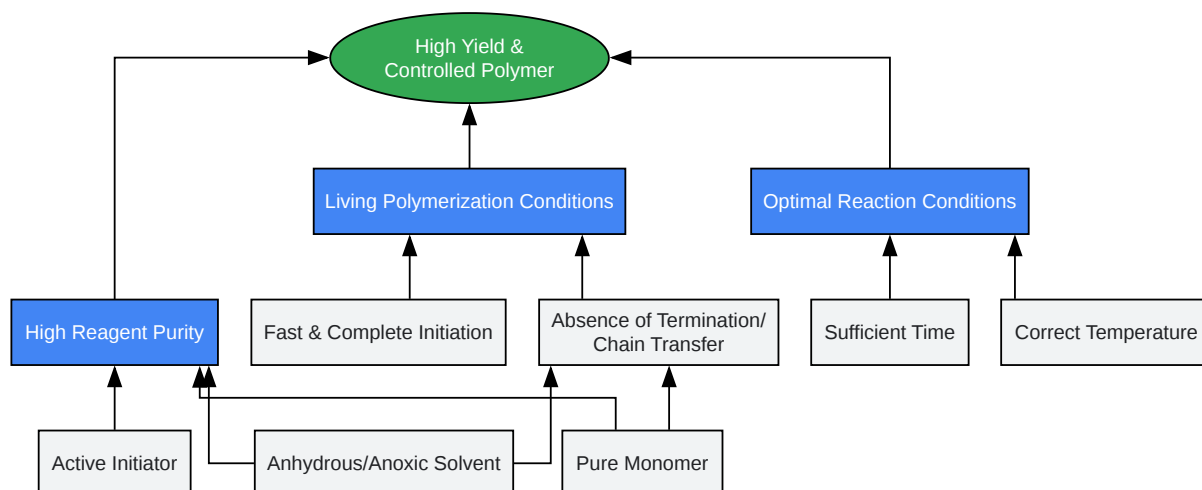 High Yield &
Controlled Polymer
Living Polymerization Conditions
Optimal Reaction Conditions
High Reagent Purity
Fast & Complete Initiation
Absence of Termination/
Chain Transfer
Sufficient Time
Correct Temperature
Active Initiator
Anhydrous/Anoxic Solvent
Pure Monomer